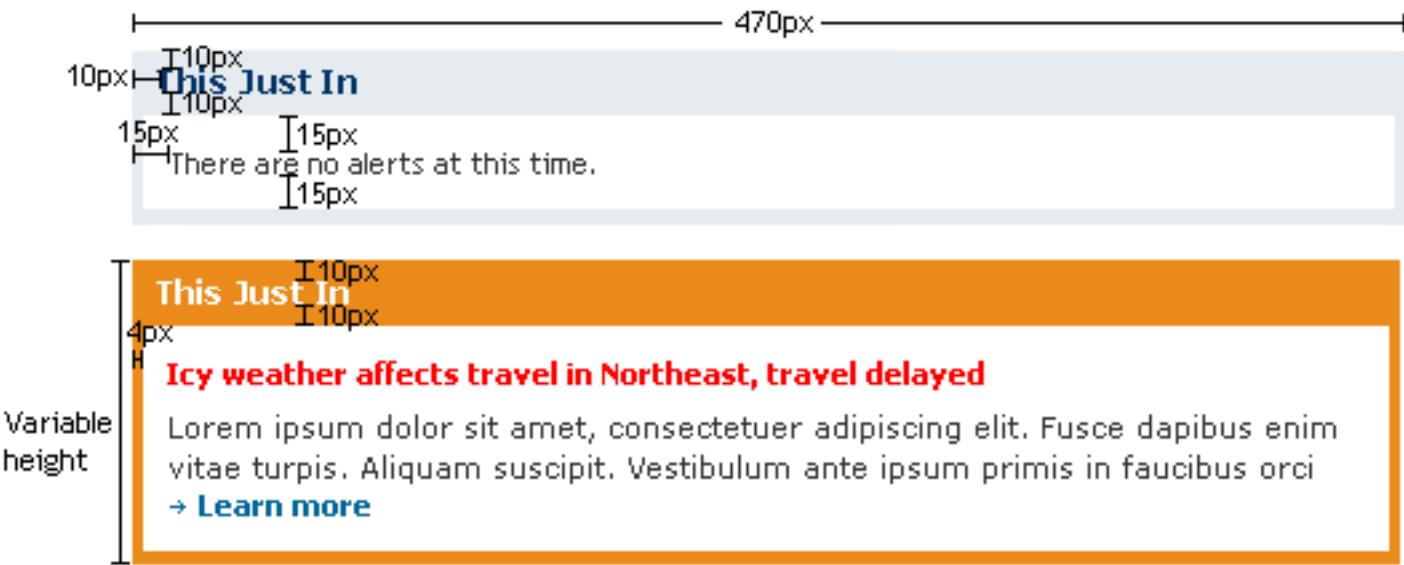 470px
10px
10px
This Just In
10px
15px
15px
There are no alerts at this time.
15px
10px
This Just In
10px
4px
Icy weather affects travel in Northeast, travel delayed
Variable
height
Lorem ipsum dolor sit amet, consectetuer adipiscing elit. Fusce dapibus enim
vitae turpis. Aliquam suscipit. Vestibulum ante ipsum primis in faucibus orci
→ Learn more